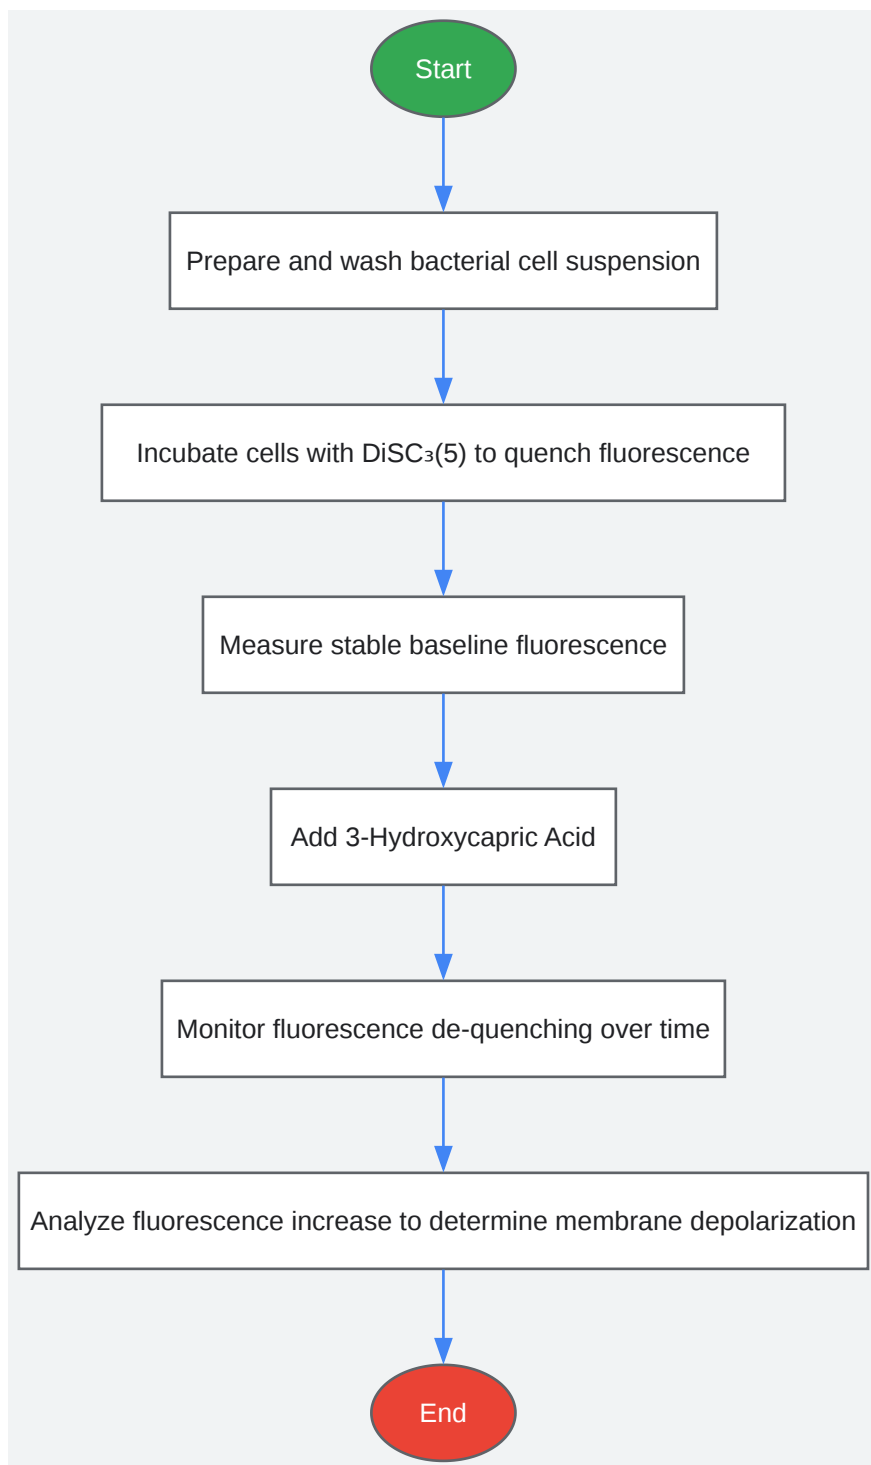 Start
Prepare and wash bacterial cell suspension
Incubate cells with DiSC₃(5) to quench fluorescence
Measure stable baseline fluorescence
Add 3-Hydroxycapric Acid
Monitor fluorescence de-quenching over time
Analyze fluorescence increase to determine membrane depolarization
End